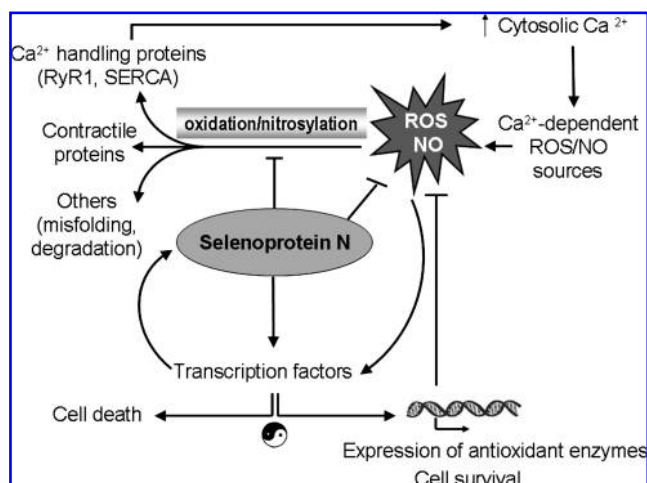 ↑ Cytosolic Ca 2+
Ca2+ handling proteins
(RyR1, SERCA)
oxidation/nitrosylation
ROS
NO
Ca2+-dependent
ROS/NO
sources
Contractile
proteins
Others
(misfolding,
degradation)
Selenoprotein N
Transcription factors
Cell death
Expression of antioxidant enzymes
Cell survival